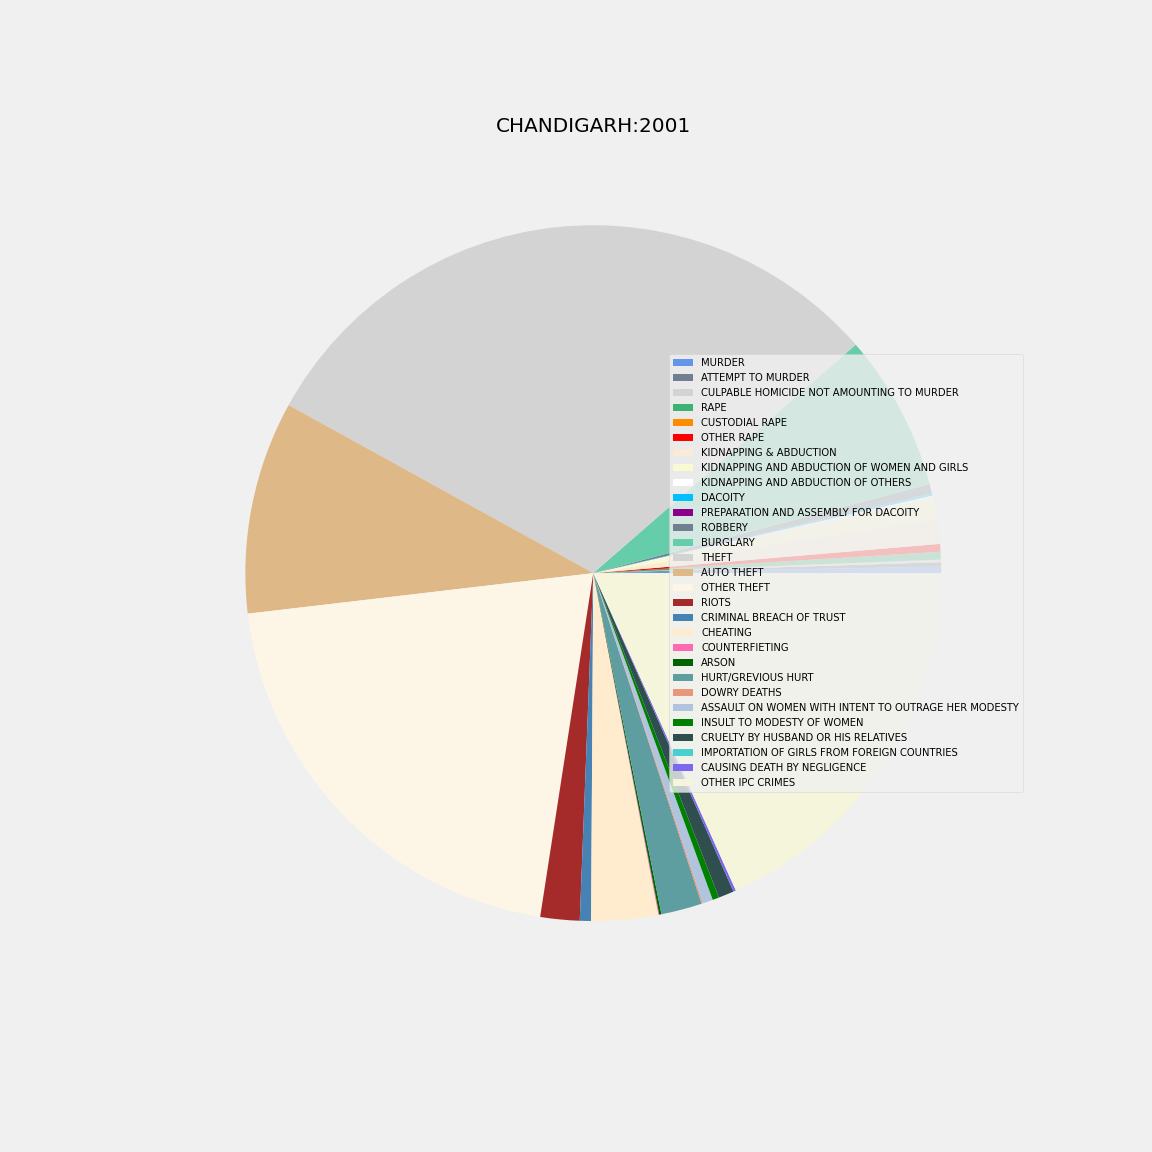 CHANDIGARH:2001
MURDER
ATTEMPT TO MURDER
CULPABLE HOMICIDE NOT AMOUNTING TO MURDER
RAPE
CUSTODIAL RAPE
OTHER RAPE
KIDNAPPING & ABDUCTION
KIDNAPPING AND ABDUCTION OF WOMEN AND GIRLS
KIDNAPPING AND ABDUCTION OF OTHERS
DACOITY
PREPARATION AND ASSEMBLY FOR DACOITY
ROBBERY
BURGLARY
THEFT
AUTO THEFT
OTHER THEFT
RIOTS
CRIMINAL BREACH OF TRUST
CHEATING
COUNTERFIETING
ARSON
HURT/GREVIOUS HURT
DOWRY DEATHS
ASSAULT ON WOMEN WITH INTENT TO OUTRAGE HER MODESTY
INSULT TO MODESTY OF WOMEN
CRUELTY BY HUSBAND OR HIS RELATIVES
IMPORTATION OF GIRLS FROM FOREIGN COUNTRIES
CAUSING DEATH BY NEGLIGENCE
OTHER IPC CRIMES